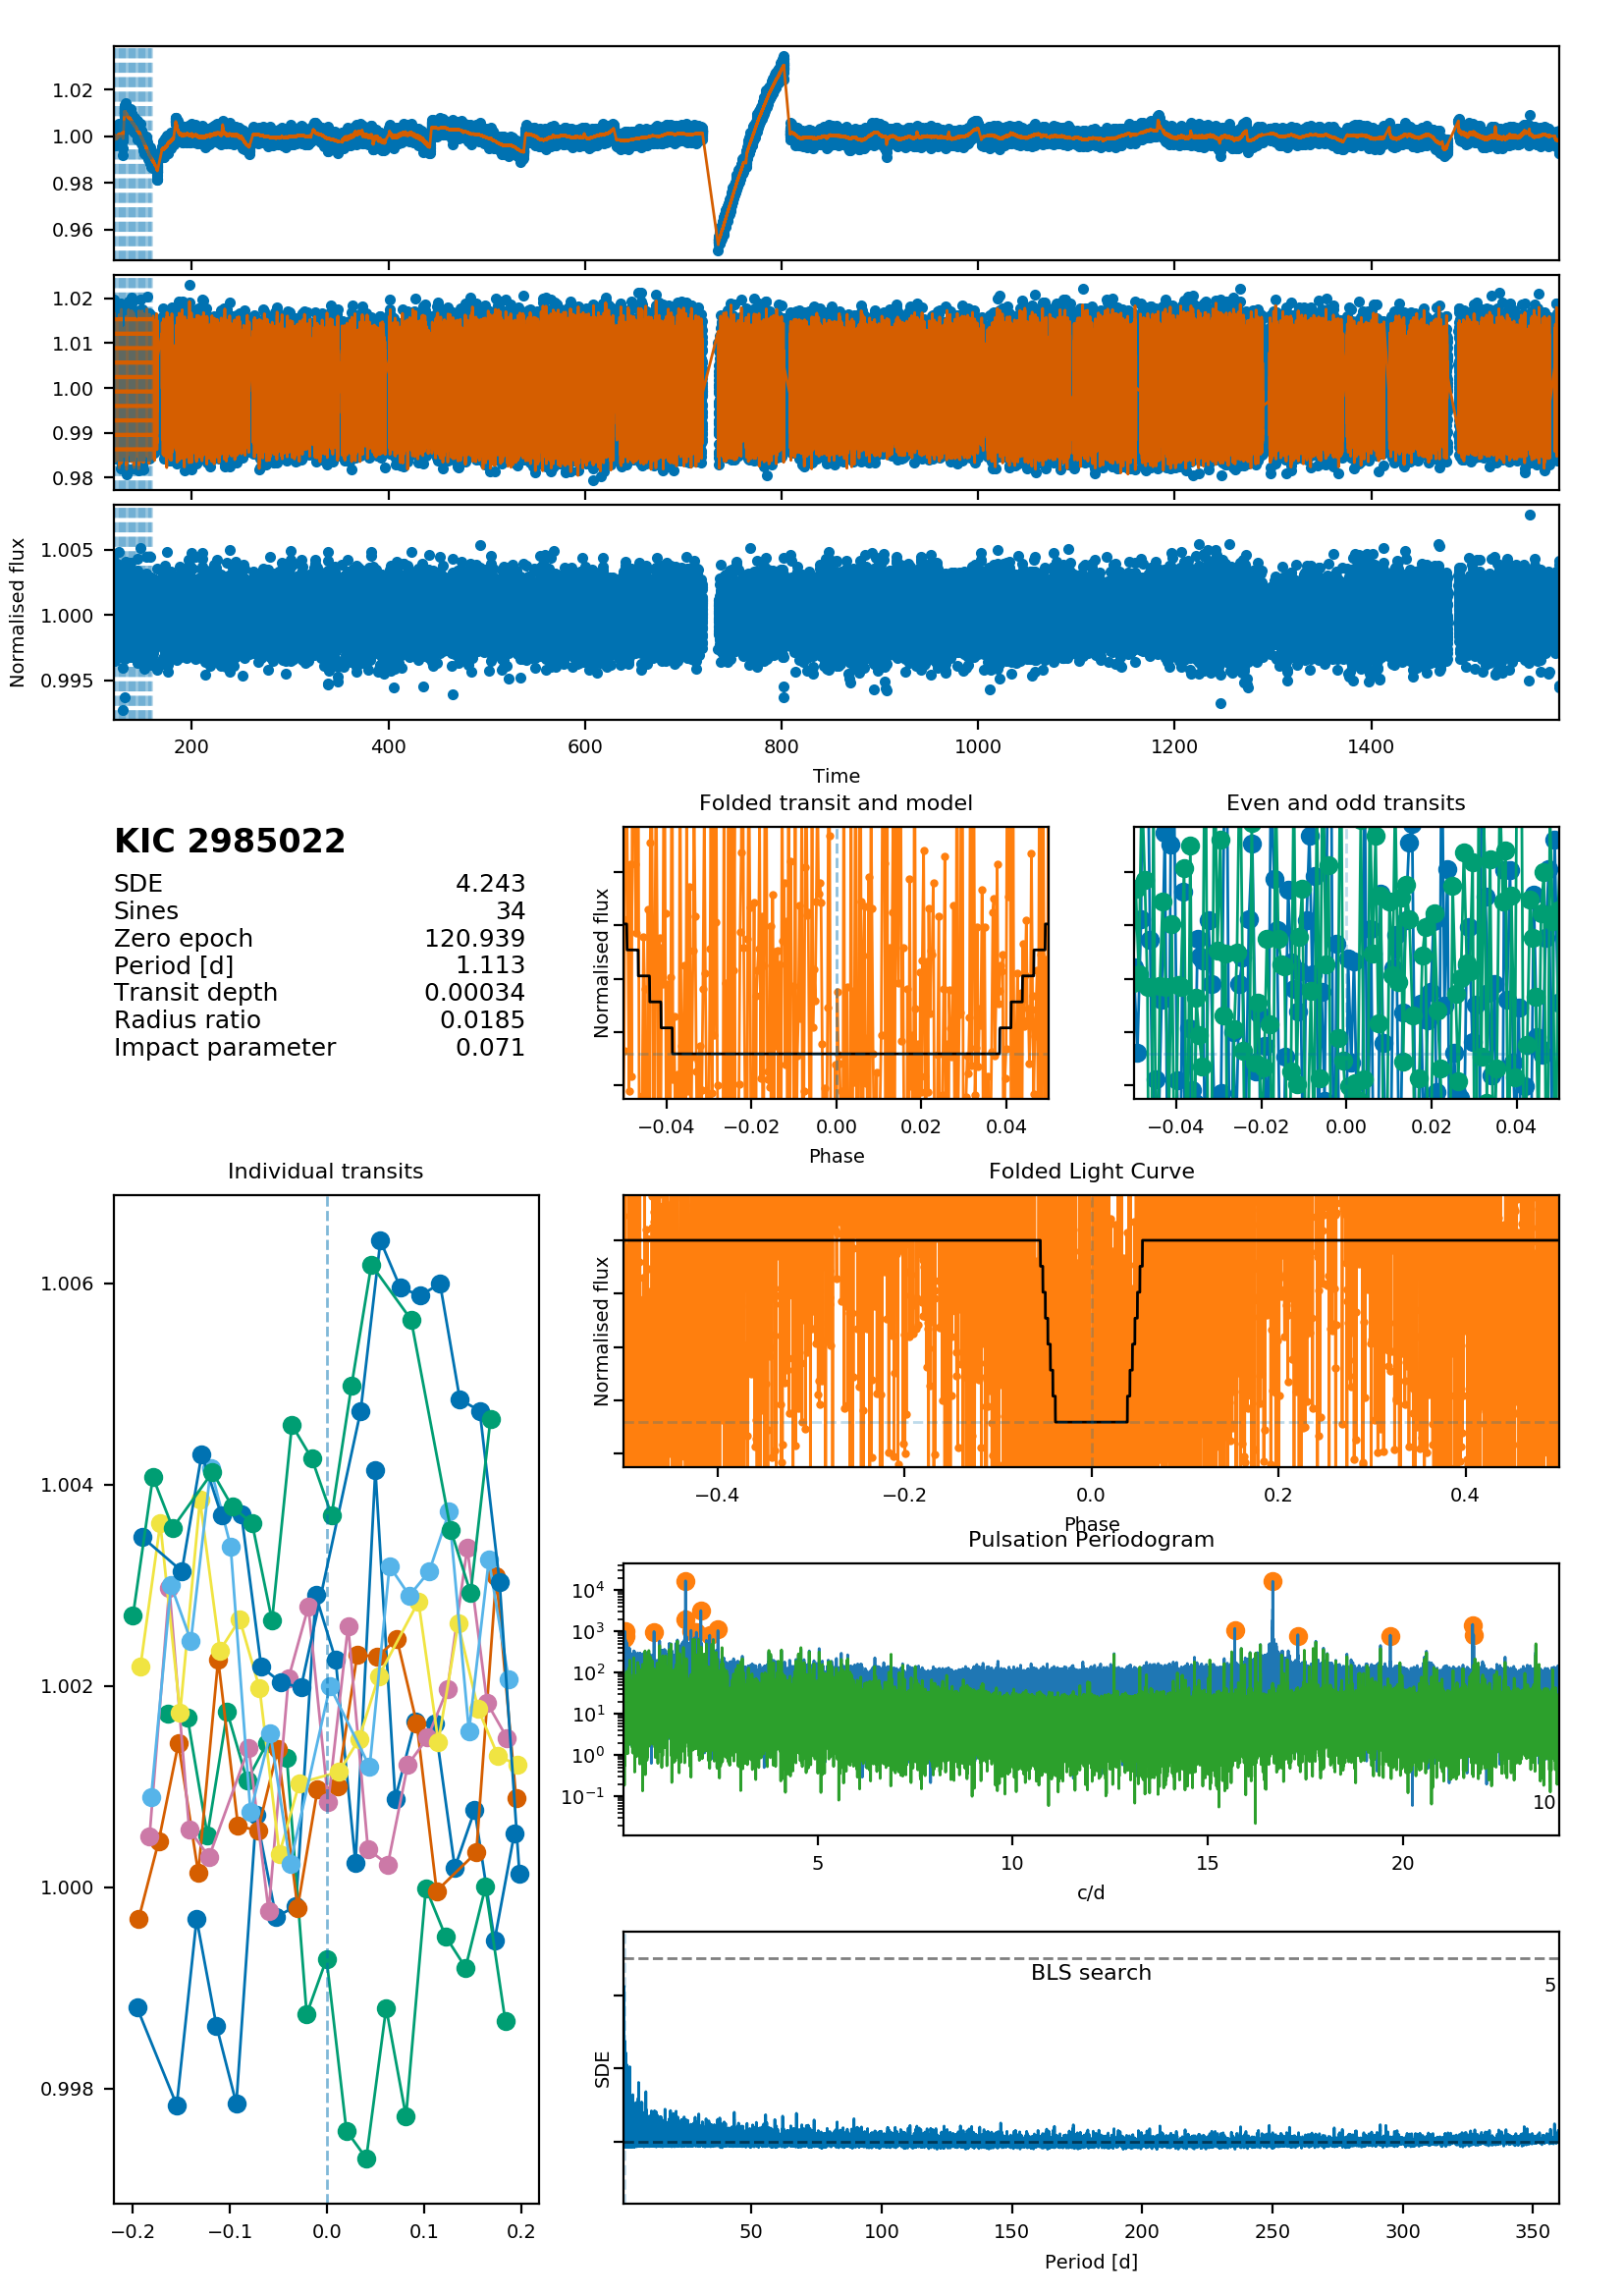 1.02
1.00
0.98
0.96
1.02
1.01
1.00
0.99
0.98
1.005
1.000
0.995
Normalised flux
200 400 600 800 1000 1200 1400
Time
KIC 2985022
SDE 4.243
Sines 34
Zero epoch 120.939
Period [d] 1.113
Transit depth 0.00034
Radius ratio 0.0185
Impact parameter 0.071
Folded transit and model
Normalised flux
−0.04 −0.02 0.00 0.02 0.04
Phase
Even and odd transits
−0.04 −0.02 0.00 0.02 0.04
Individual transits
1.006
1.004
1.002
1.000
0.998
−0.2 −0.1 0.0 0.1 0.2
Folded Light Curve
Normalised flux
−0.4 −0.2 0.0 0.2 0.4
Phase
Pulsation Periodogram
10⁴
10³
10²
10¹
10⁰
10⁻¹
10
5 10 15 20
c/d
BLS search
5
SDE
50 100 150 200 250 300 350
Period [d]